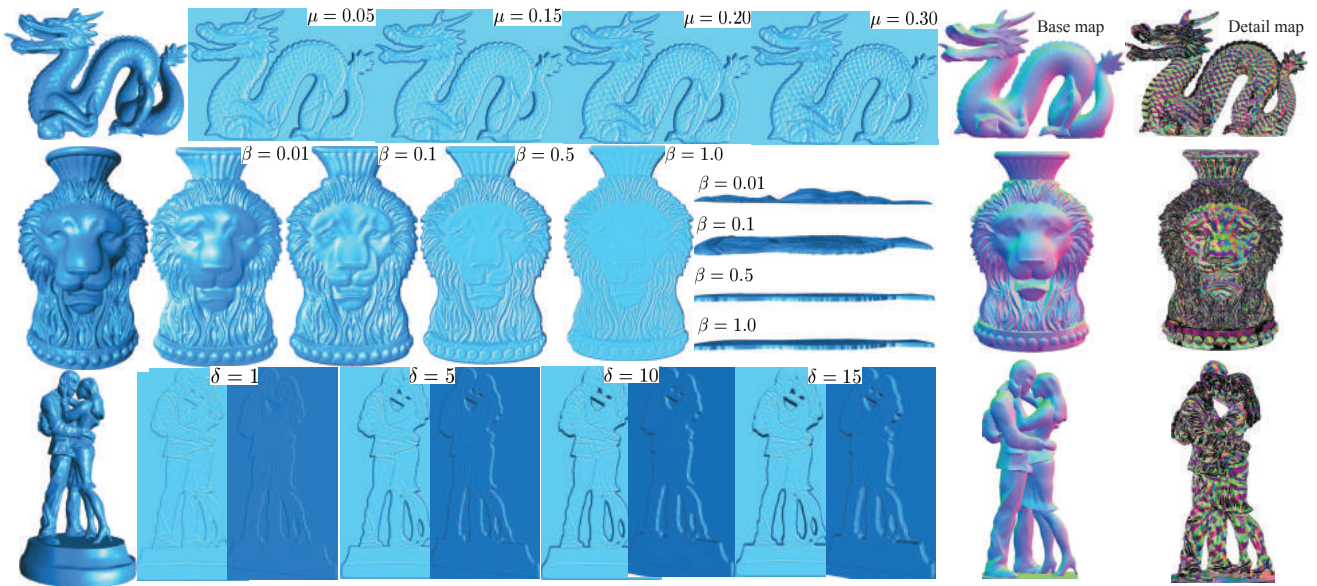 μ = 0.05
μ = 0.15
μ = 0.20
μ = 0.30
Base map
Detail map
β = 0.01
β = 0.1
β = 0.5
β = 1.0
β = 0.01
β = 0.1
β = 0.5
β = 1.0
δ = 1
δ = 5
δ = 10
δ = 15